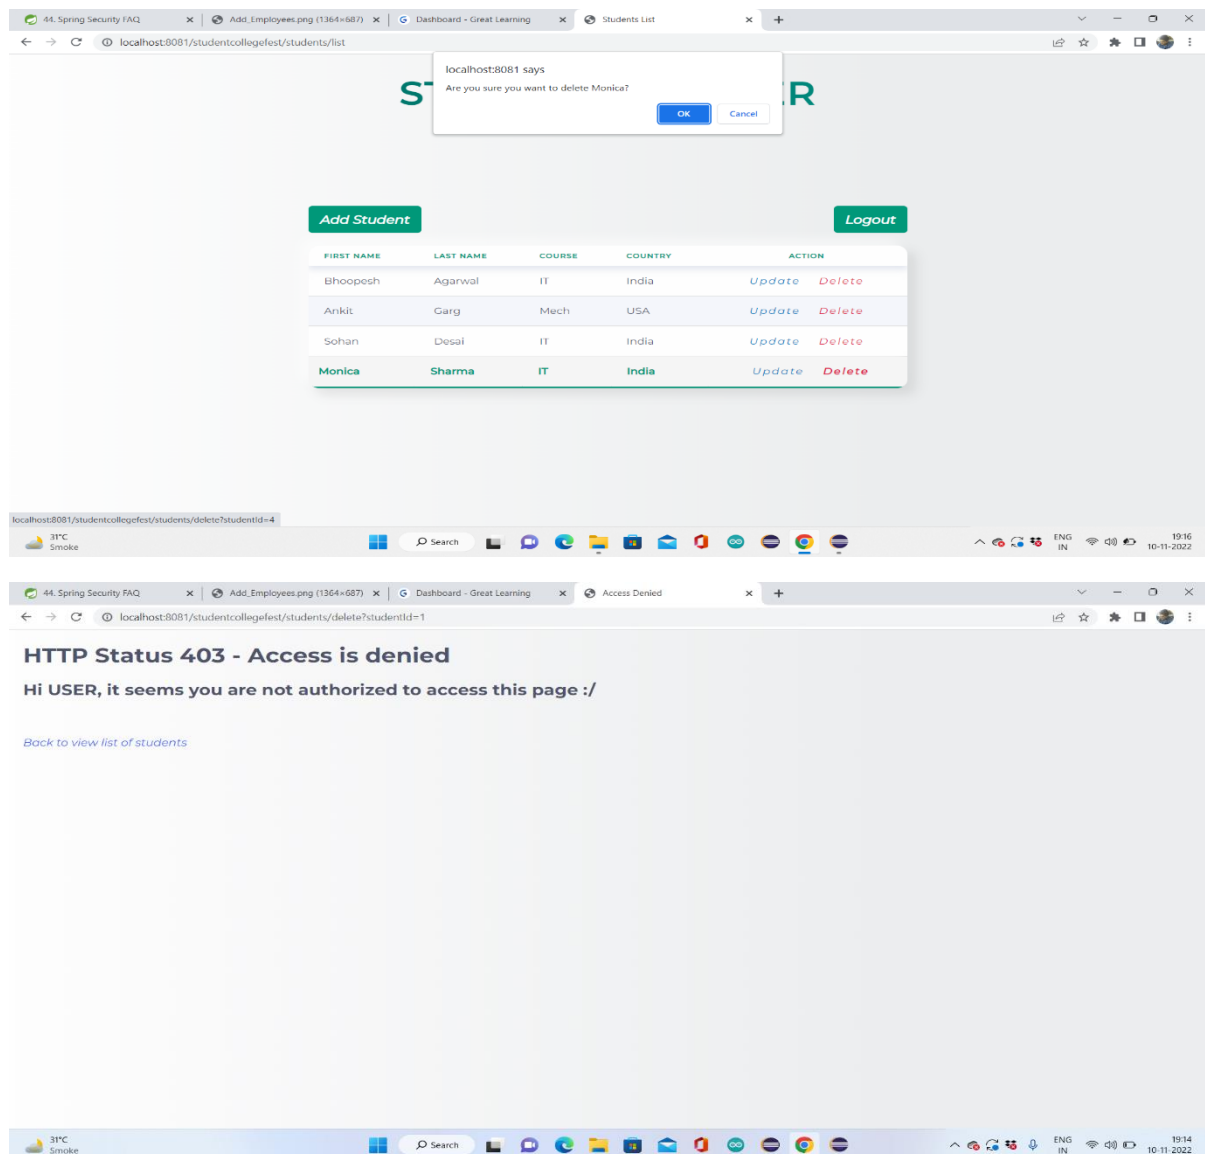 44. Spring Security FAQ Add_Employees.png (1364×687) Dashboard - Great Learning Students List
localhost:8081/studentcollegefest/students/list
localhost:8081 says
Are you sure you want to delete Monica?
OK Cancel
ST R
Add Student Logout
FIRST NAME LAST NAME COURSE COUNTRY ACTION
Bhoopesh Agarwal IT India Update Delete
Ankit Garg Mech USA Update Delete
Sohan Desai IT India Update Delete
Monica Sharma IT India Update Delete
localhost:8081/studentcollegefest/students/delete?studentId=4
31°C
Smoke
Search
ENG
IN
19:16
10-11-2022
44. Spring Security FAQ Add_Employees.png (1364×687) Dashboard - Great Learning Access Denied
localhost:8081/studentcollegefest/students/delete?studentId=1
HTTP Status 403 - Access is denied
Hi USER, it seems you are not authorized to access this page :/
Back to view list of students
31°C
Smoke
Search
ENG
IN
19:14
10-11-2022